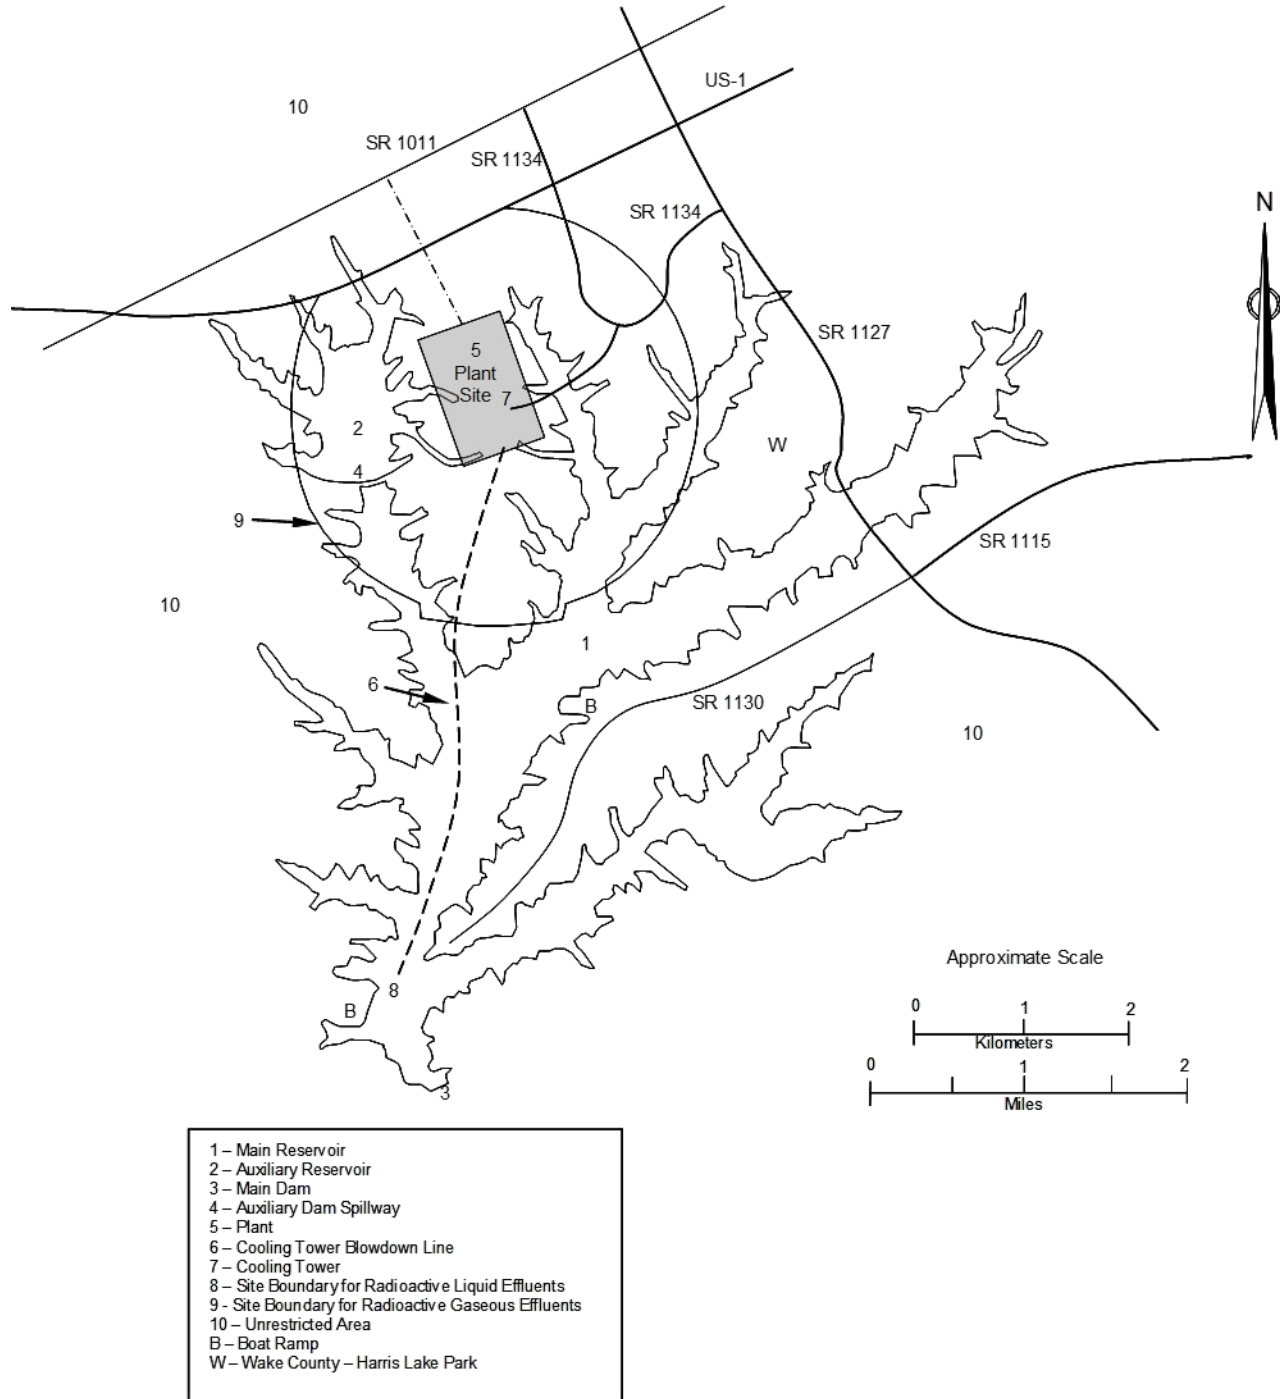 US-1
10
SR 1011
SR 1134
SR 1134
N
SR 1127
5
Plant
Site
7
2
W
4
9
SR 1115
10
1
6
B
SR 1130
10
Approximate Scale
8
B
0 1 2
Kilometers
0 1 2
Miles
3
1 – Main Reservoir
2 – Auxiliary Reservoir
3 – Main Dam
4 – Auxiliary Dam Spillway
5 – Plant
6 – Cooling Tower Blowdown Line
7 – Cooling Tower
8 – Site Boundary for Radioactive Liquid Effluents
9 - Site Boundary for Radioactive Gaseous Effluents
10 – Unrestricted Area
B – Boat Ramp
W – Wake County – Harris Lake Park